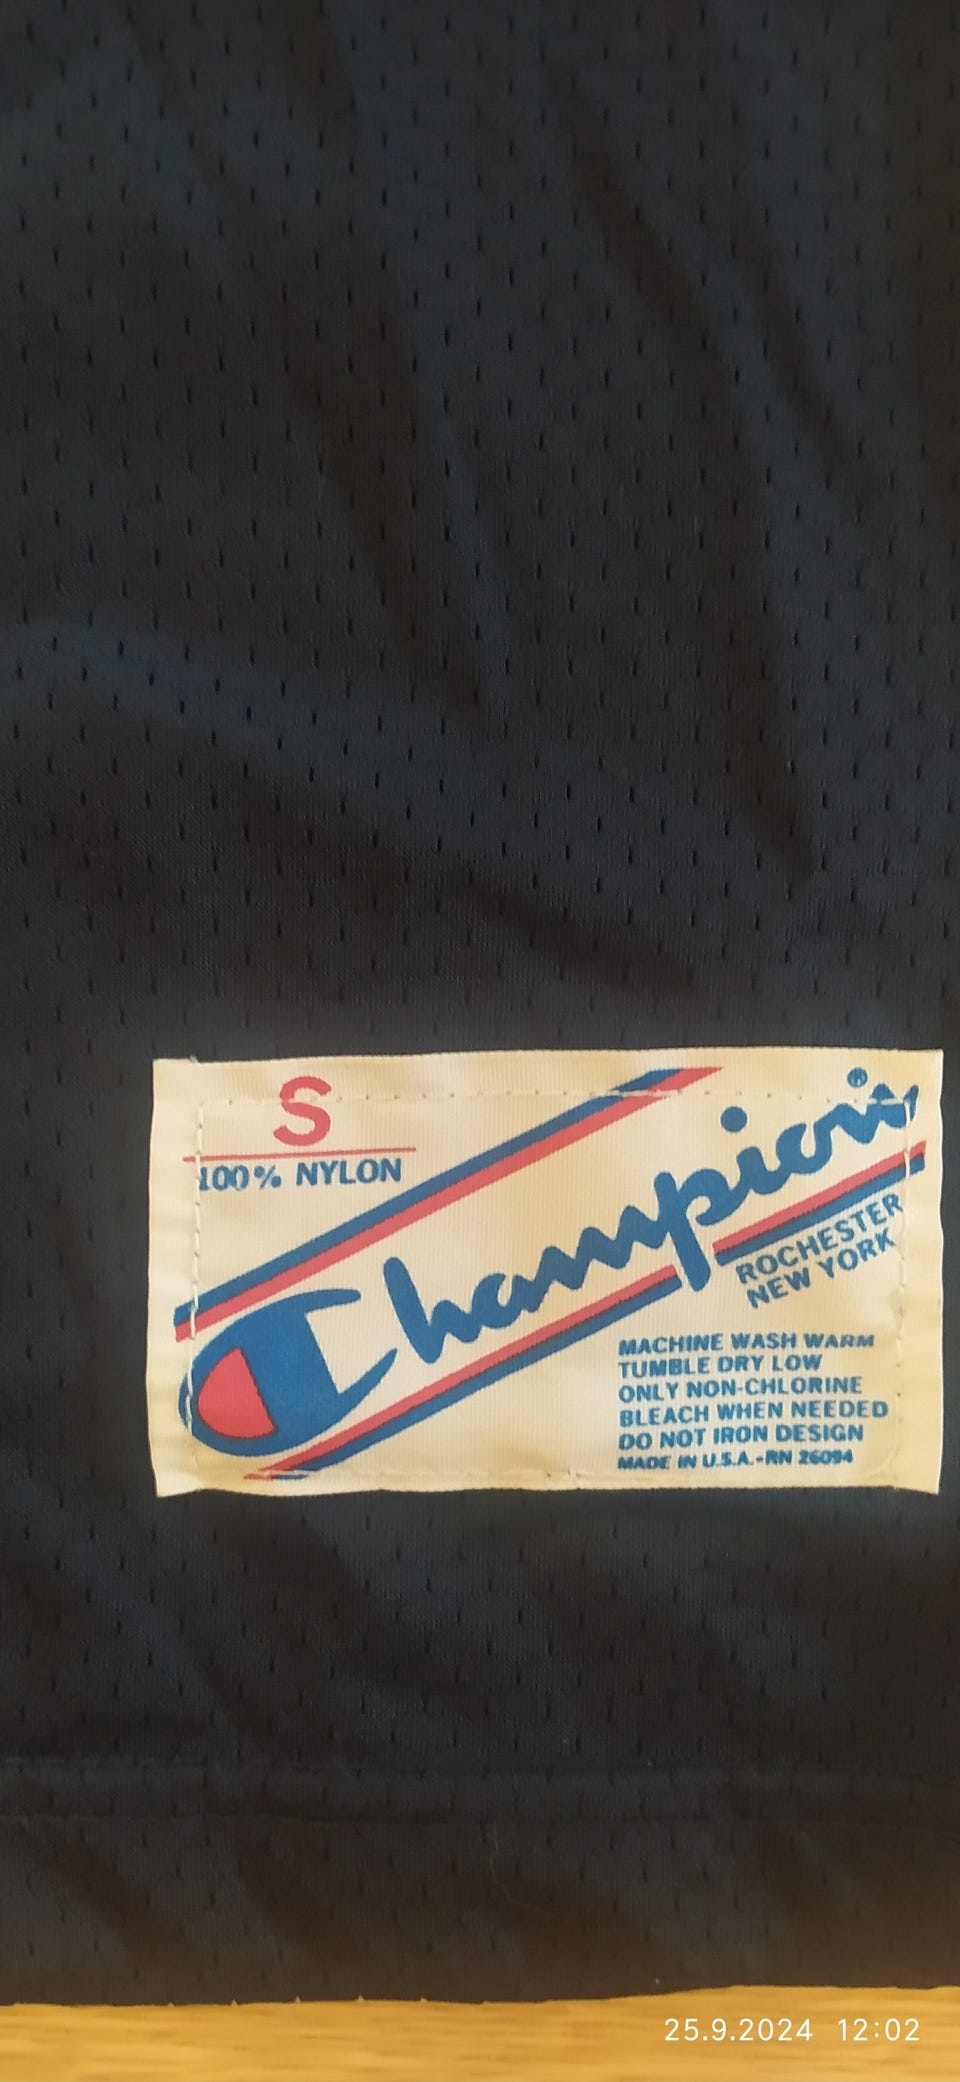 S
100% NYLON
Champion®
ROCHESTER
NEW YORK
MACHINE WASH WARM
TUMBLE DRY LOW
ONLY NON-CHLORINE
BLEACH WHEN NEEDED
DO NOT IRON DESIGN
MADE IN U.S.A.-RN 26094
25.9.2024 12:02